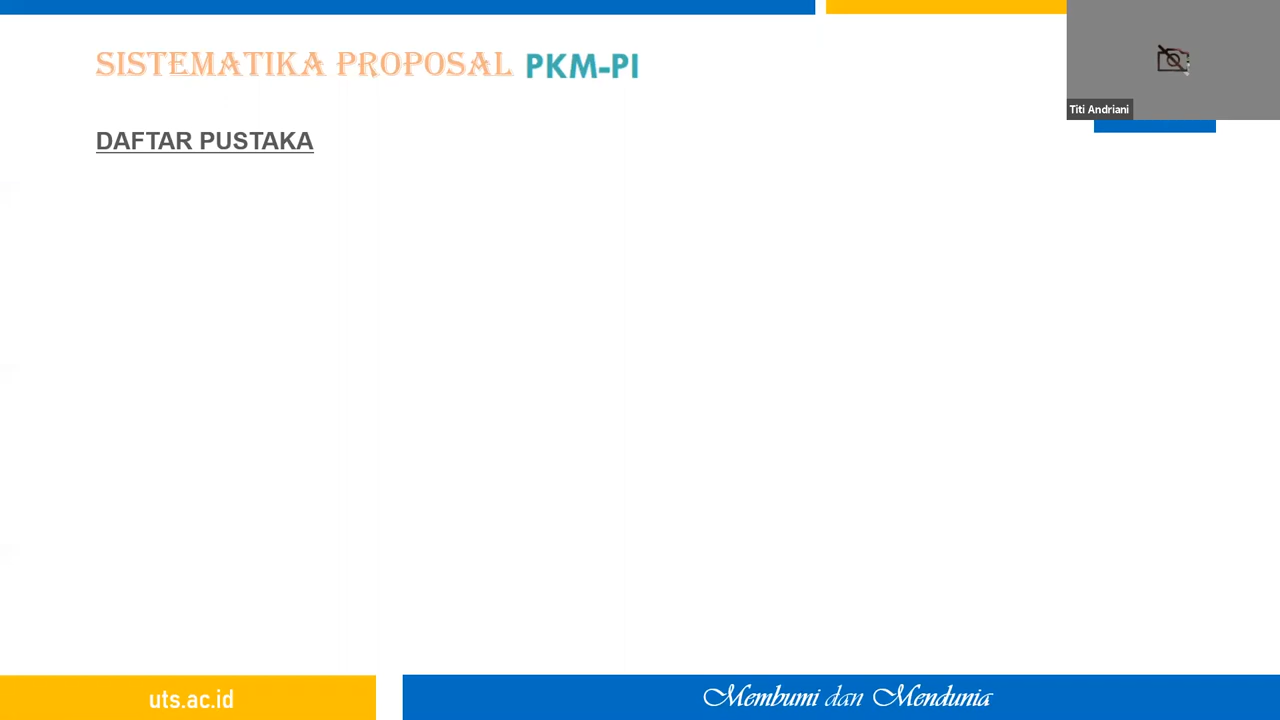 SISTEMATIKA PROPOSAL PKM-PI
Titi Andriani
DAFTAR PUSTAKA
uts.ac.id
Membumi dan Mendunia